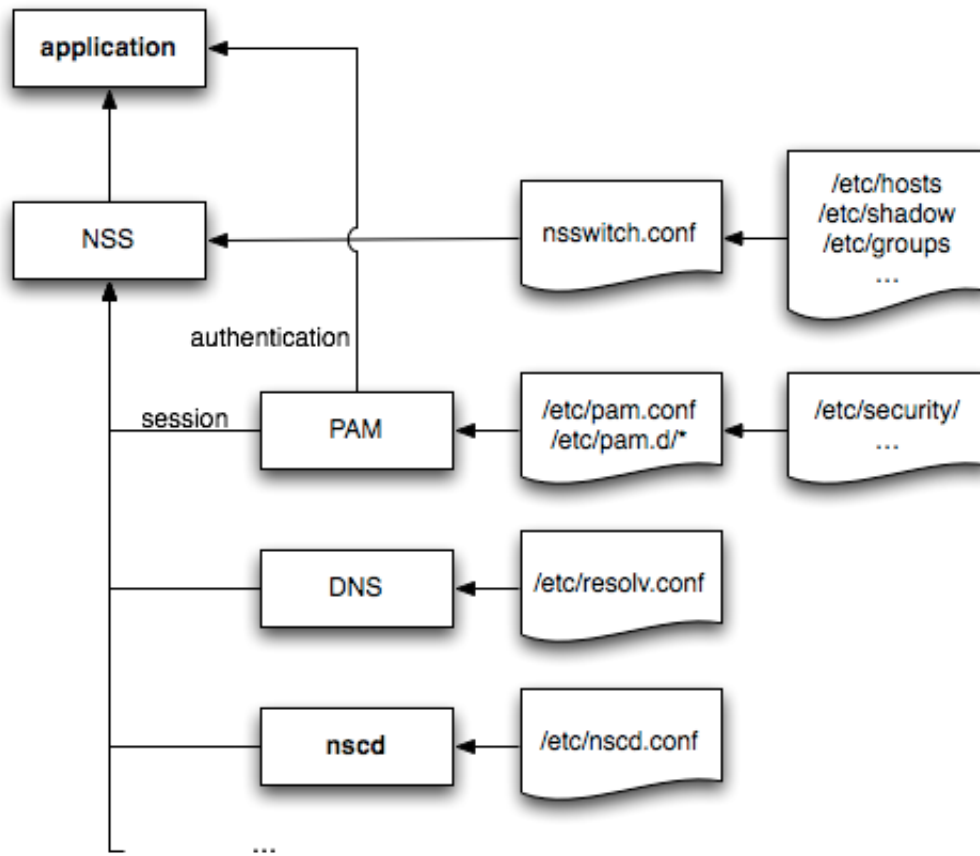 application
NSS
nsswitch.conf
/etc/hosts
/etc/shadow
/etc/groups
...
authentication
session
PAM
/etc/pam.conf
/etc/pam.d/*
/etc/security/
...
DNS
/etc/resolv.conf
nscd
/etc/nscd.conf
...